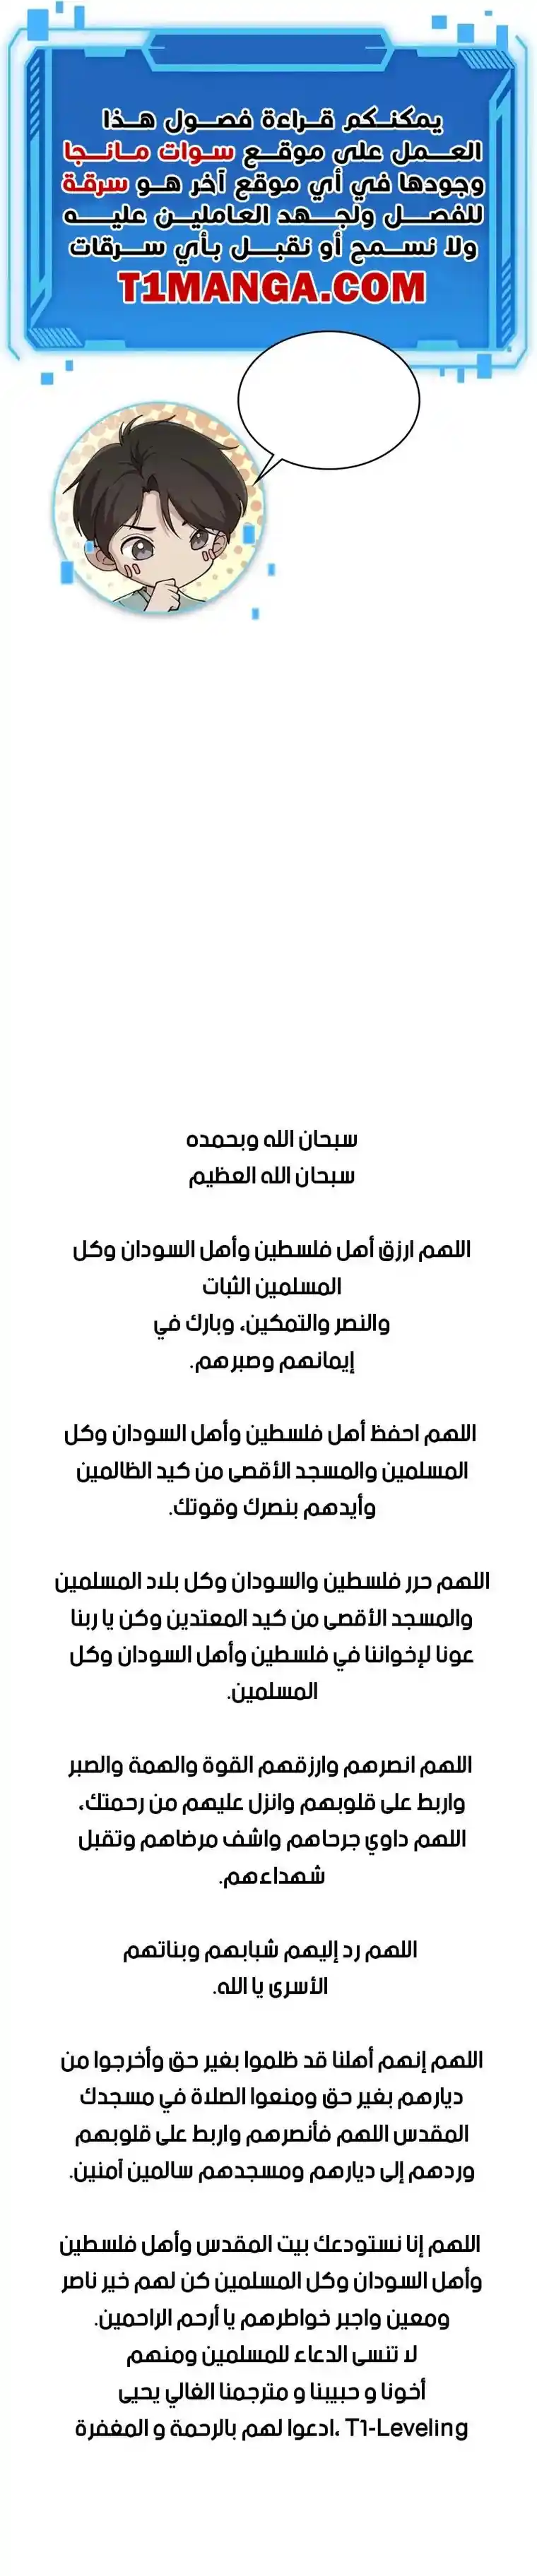 يمكنكم قراءة فصول هذا
العمل على موقع سوات مانجا
وجودها في أي موقع آخر هو سرقة
للفصل ولجهد العاملين عليه
ولا نسمح أو نقبل بأي سرقات
T1MANGA.COM
سبحان الله وبحمده
سبحان الله العظيم
اللهم ارزق أهل فلسطين وأهل السودان وكل
المسلمين الثبات
والنصر والتمكين، وبارك في
إيمانهم وصبرهم.
اللهم احفظ أهل فلسطين وأهل السودان وكل
المسلمين والمسجد الأقصى من كيد الظالمين
وأيدهم بنصرك وقوتك.
اللهم حرر فلسطين والسودان وكل بلاد المسلمين
والمسجد الأقصى من كيد المعتدين وكن يا ربنا
عونا لإخواننا في فلسطين وأهل السودان وكل
المسلمين.
اللهم انصرهم وارزقهم القوة والهمة والصبر
واربط على قلوبهم وانزل عليهم من رحمتك،
اللهم داوي جرحاهم واشف مرضاهم وتقبل
شهداءهم.
اللهم رد إليهم شبابهم وبناتهم
الأسرى يا الله.
اللهم إنهم أهلنا قد ظلموا بغير حق وأخرجوا من
ديارهم بغير حق ومنعوا الصلاة في مسجدك
المقدس اللهم فأنصرهم واربط على قلوبهم
وردهم إلى ديارهم ومسجدهم سالمين آمنين.
اللهم إنا نستودعك بيت المقدس وأهل فلسطين
وأهل السودان وكل المسلمين كن لهم خير ناصر
ومعين واجبر خواطرهم يا أرحم الراحمين.
لا تنسى الدعاء للمسلمين ومنهم
أخونا و حبيبنا و مترجمنا الغالي يحيى
T1-Leveling ،ادعوا لهم بالرحمة و المغفرة